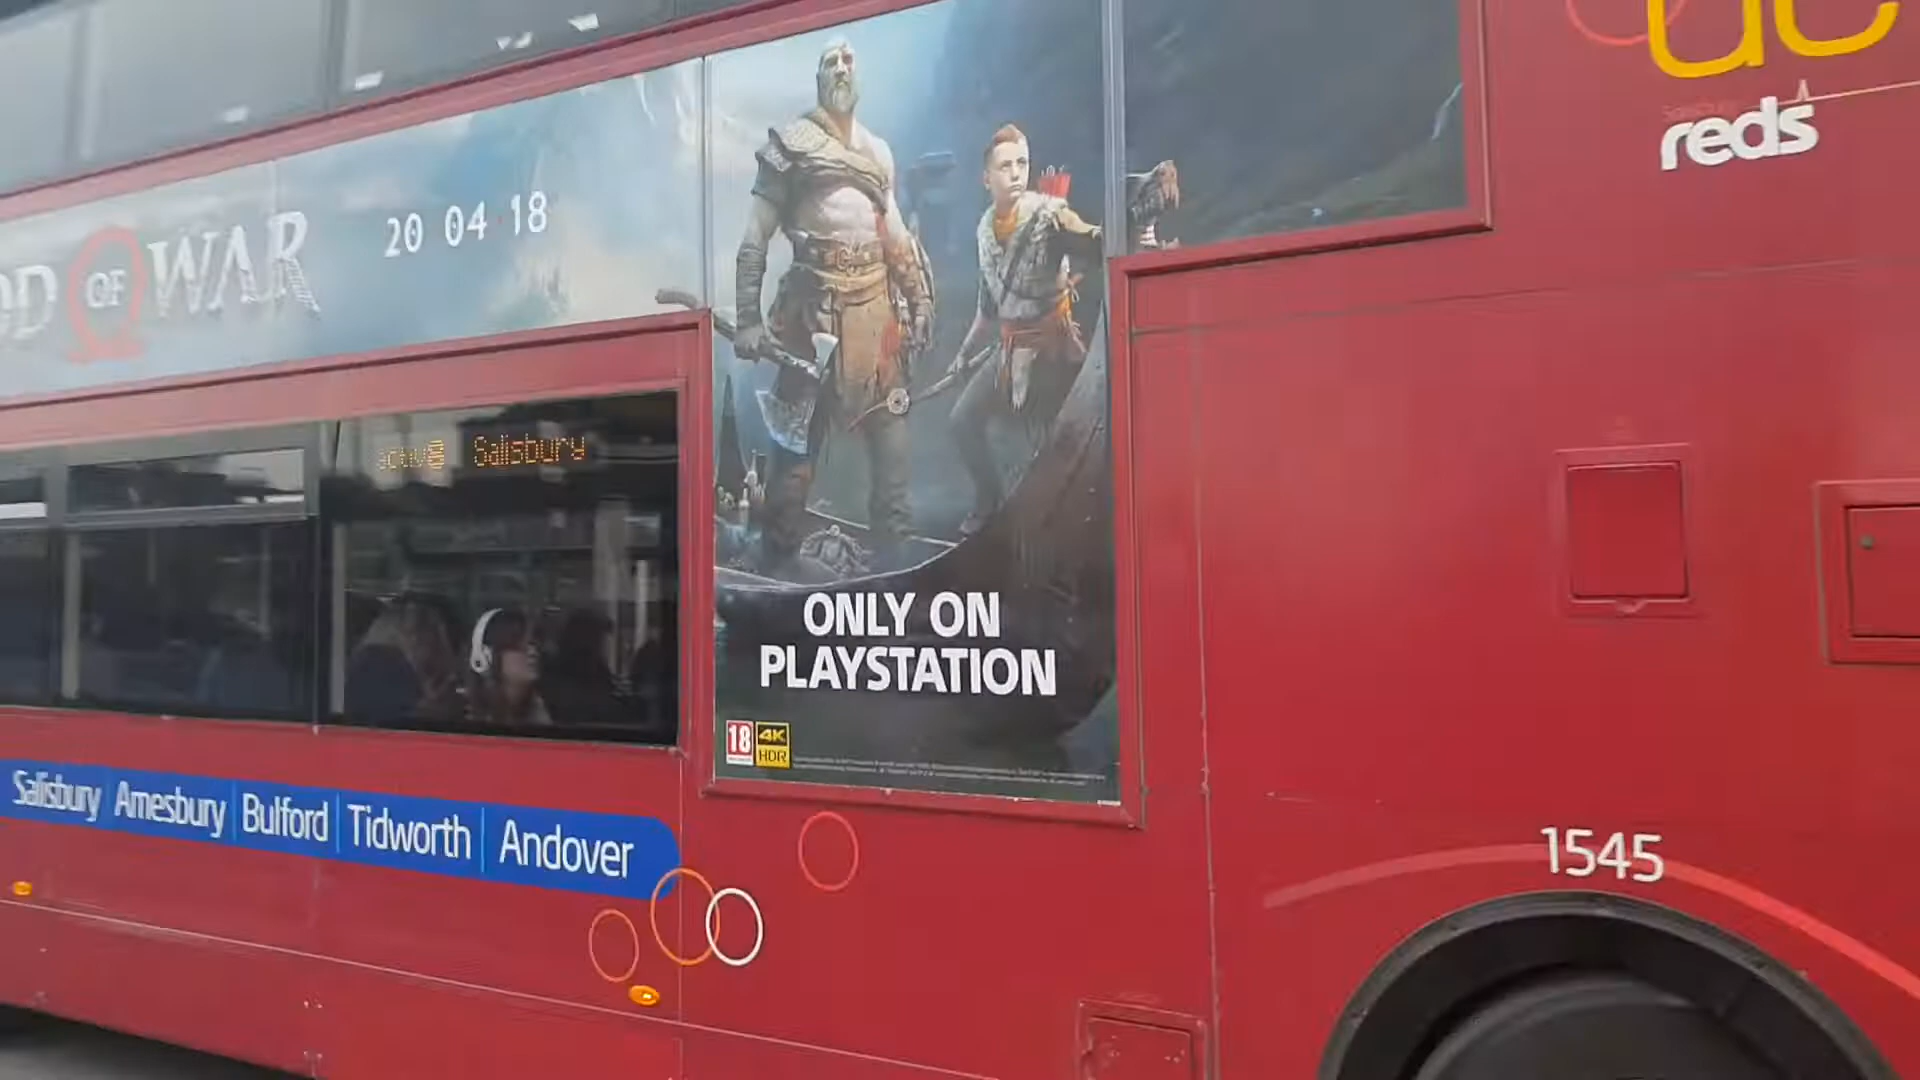 OD OF WAR
20 04 18
reds
activ8 Salisbury
ONLY ON
PLAYSTATION
18
4K
HDR
Salisbury Amesbury Bulford Tidworth Andover
1545